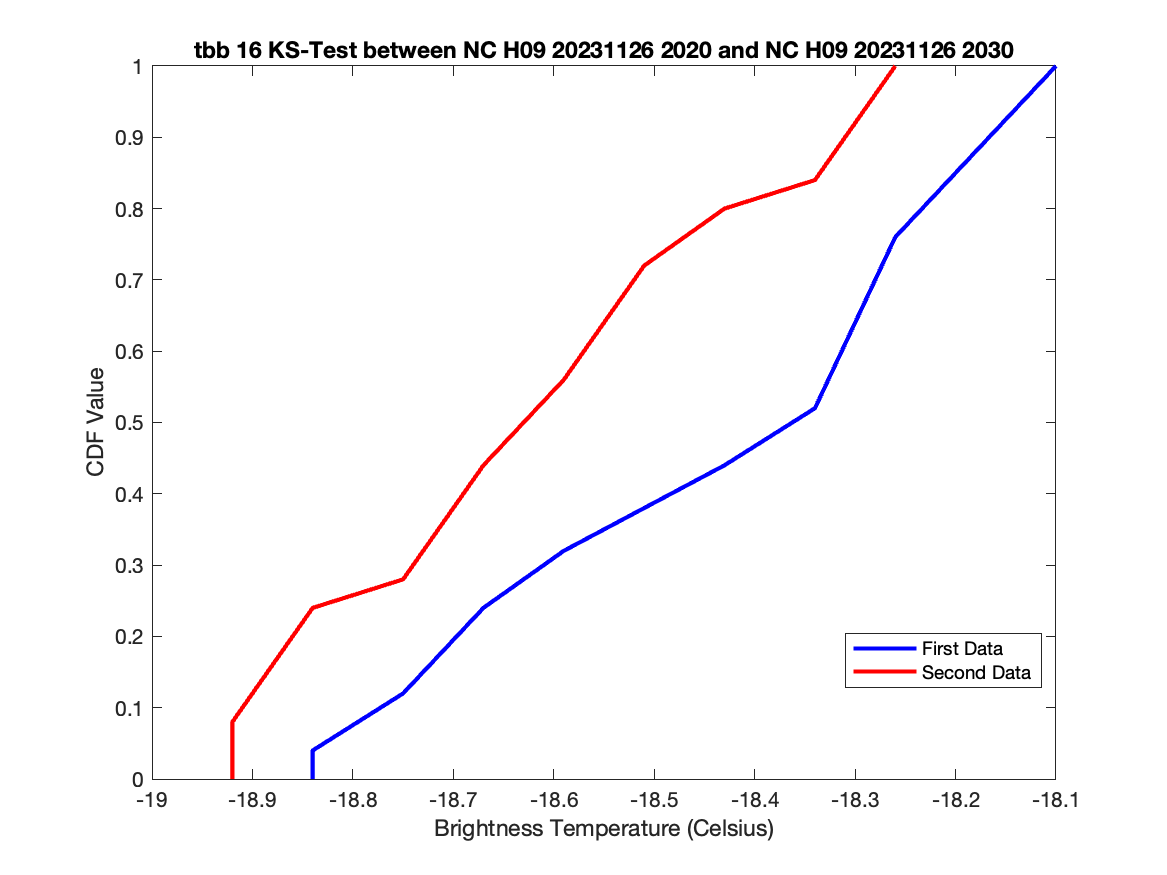 tbb 16 KS-Test between NC H09 20231126 2020 and NC H09 20231126 2030
1
0.9
0.8
0.7
0.6
0.5
0.4
0.3
0.2
0.1
0
CDF Value
First Data
Second Data
-19 -18.9 -18.8 -18.7 -18.6 -18.5 -18.4 -18.3 -18.2 -18.1
Brightness Temperature (Celsius)